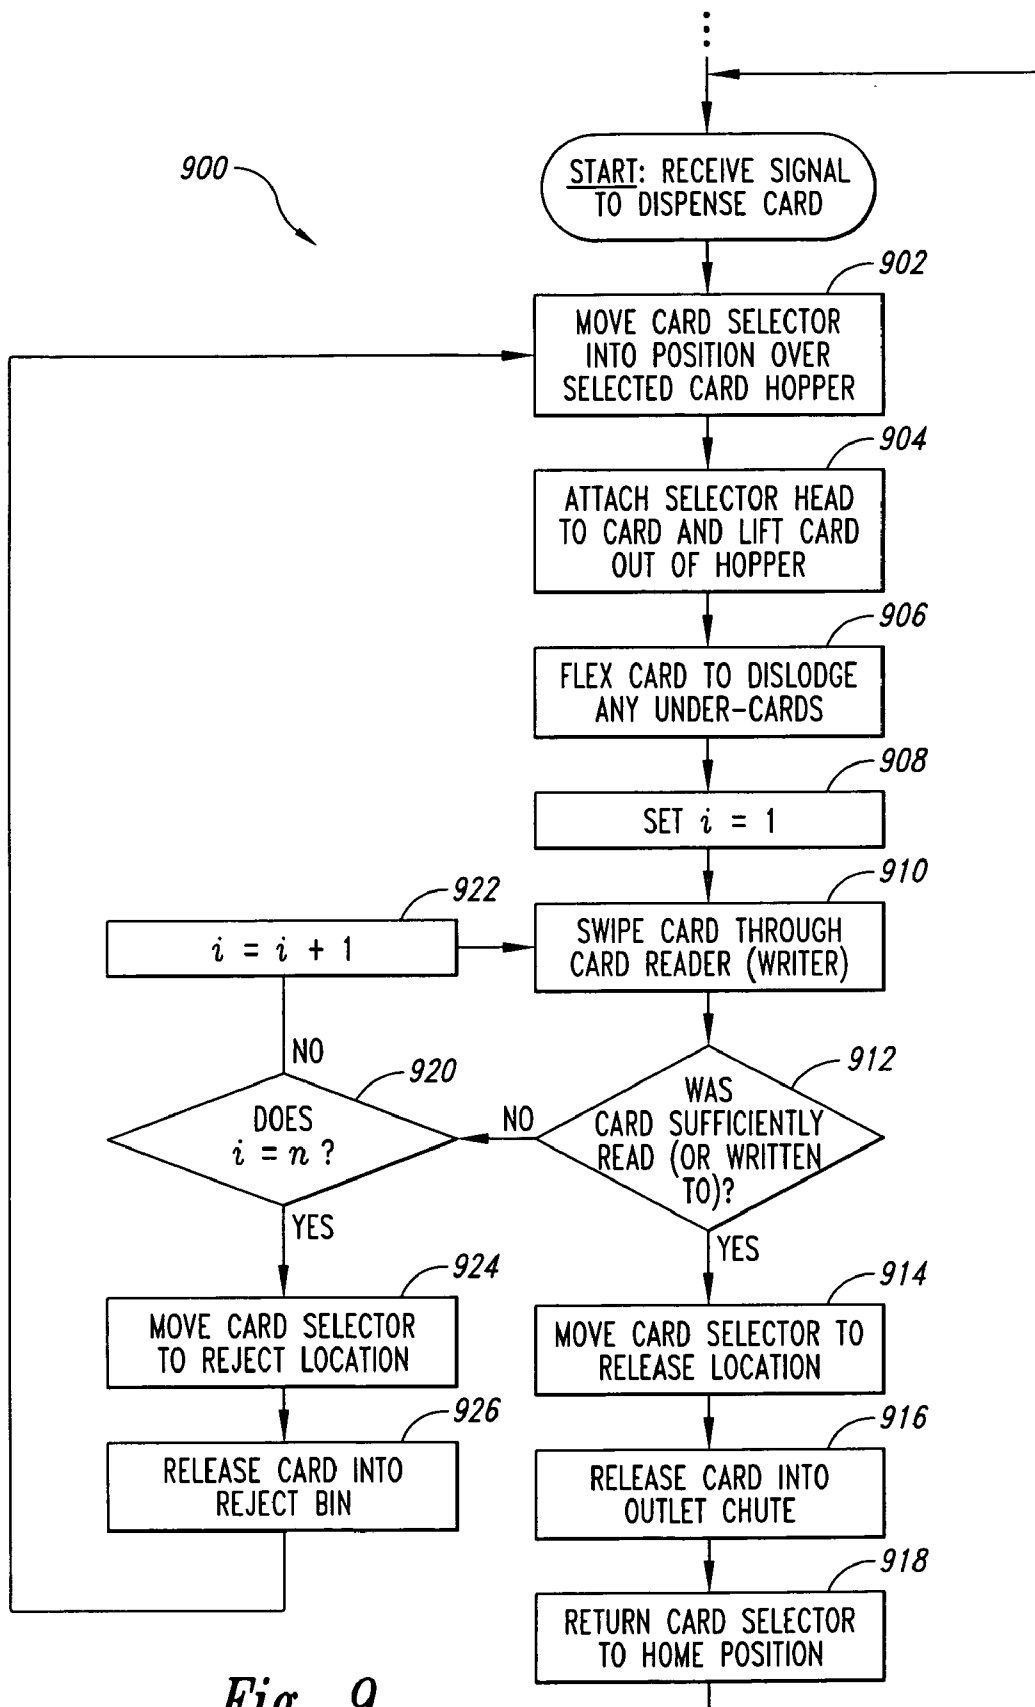 900
START: RECEIVE SIGNAL
TO DISPENSE CARD
902
MOVE CARD SELECTOR
INTO POSITION OVER
SELECTED CARD HOPPER
904
ATTACH SELECTOR HEAD
TO CARD AND LIFT CARD
OUT OF HOPPER
906
FLEX CARD TO DISLODGE
ANY UNDER-CARDS
908
SET i = 1
910
SWIPE CARD THROUGH
CARD READER (WRITER)
922
i = i + 1
912
WAS
CARD SUFFICIENTLY
READ (OR WRITTEN
TO)?
NO
YES
920
DOES
i = n ?
NO
YES
924
MOVE CARD SELECTOR
TO REJECT LOCATION
926
RELEASE CARD INTO
REJECT BIN
914
MOVE CARD SELECTOR TO
RELEASE LOCATION
916
RELEASE CARD INTO
OUTLET CHUTE
918
RETURN CARD SELECTOR
TO HOME POSITION
Fig. 9